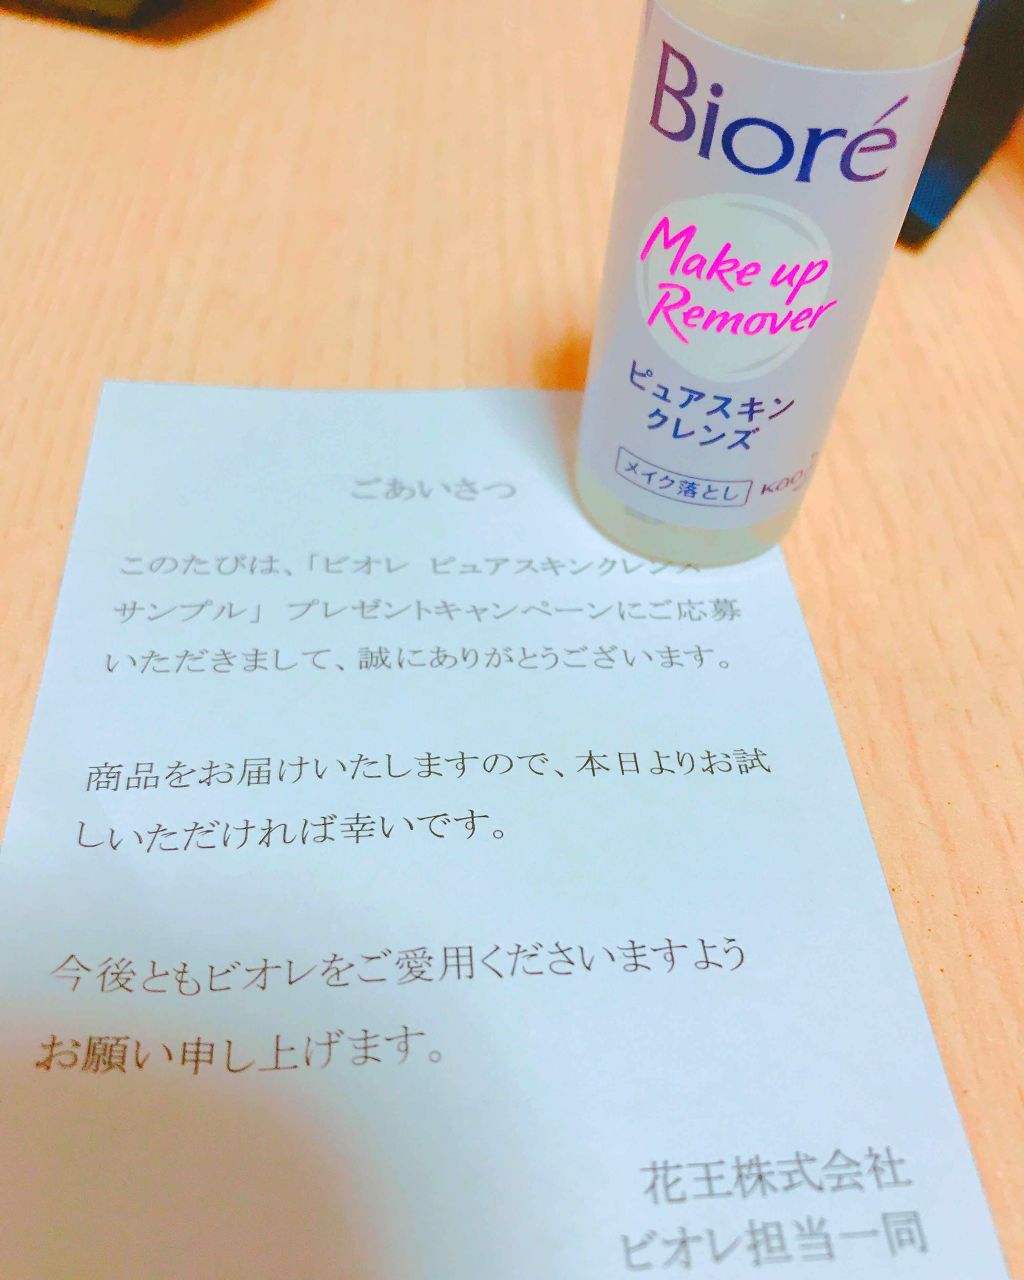 Bioré
Make up
Remover
ピュアスキン
クレンズ
メイク落とし
ごあいさつ
このたびは、「ビオレ ピュアスキンクレンズ
サンプル」 プレゼントキャンペーンにご応募
いただきまして、誠にありがとうございます。
商品をお届けいたしますので、本日よりお試
しいただければ幸いです。
今後ともビオレをご愛用くださいますよう
お願い申し上げます。
花王株式会社
ビオレ担当一同